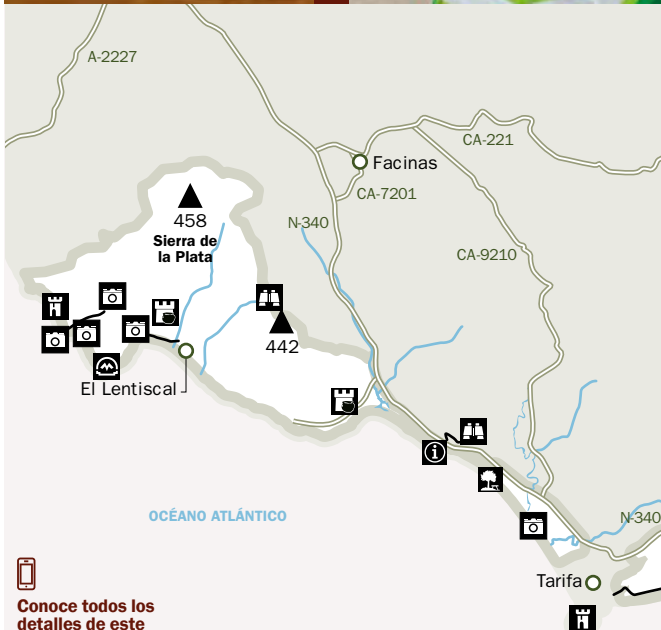 A-2227
CA-221
Facinas
CA-7201
458
Sierra de
la Plata
N-340
CA-9210
442
El Lentiscal
i
OCÉANO ATLÁNTICO
N-340
Tarifa
Conoce todos los
detalles de este